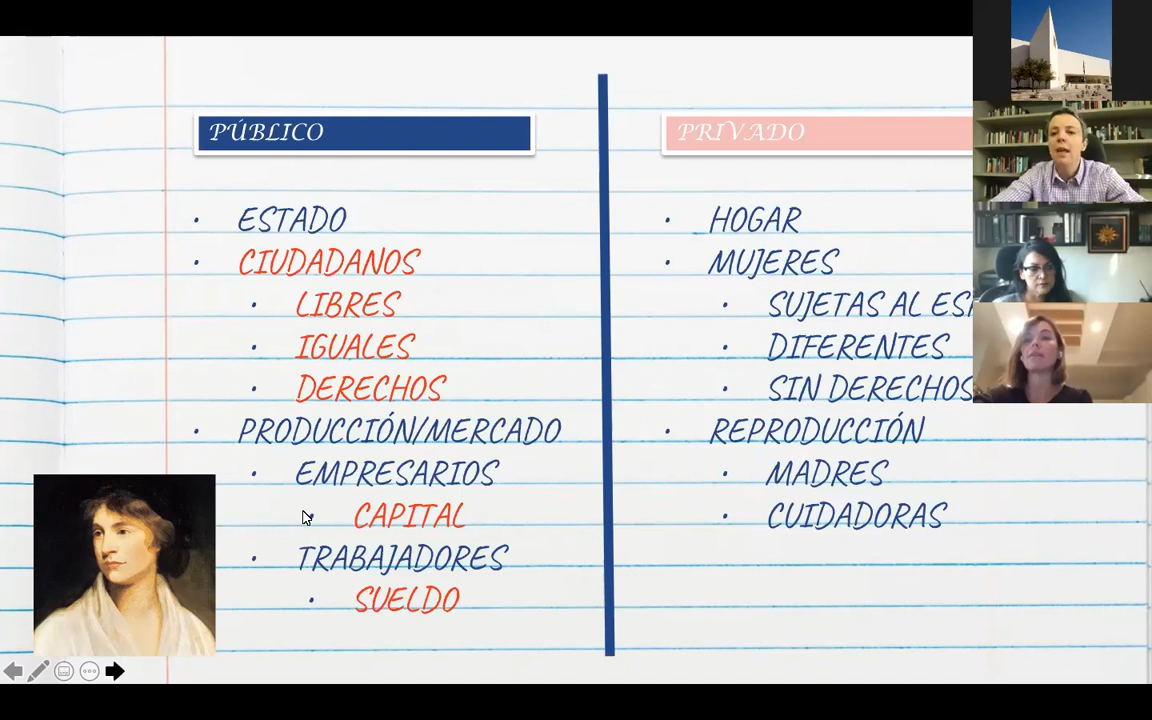 PÚBLICO
ESTADO
CIUDADANOS
LIBRES
IGUALES
DERECHOS
PRODUCCIÓN/MERCADO
EMPRESARIOS
CAPITAL
TRABAJADORES
SUELDO
PRIVADO
HOGAR
MUJERES
SUJETAS AL
DIFERENTES
SIN DERECHOS
REPRODUCCIÓN
MADRES
CUIDADORAS